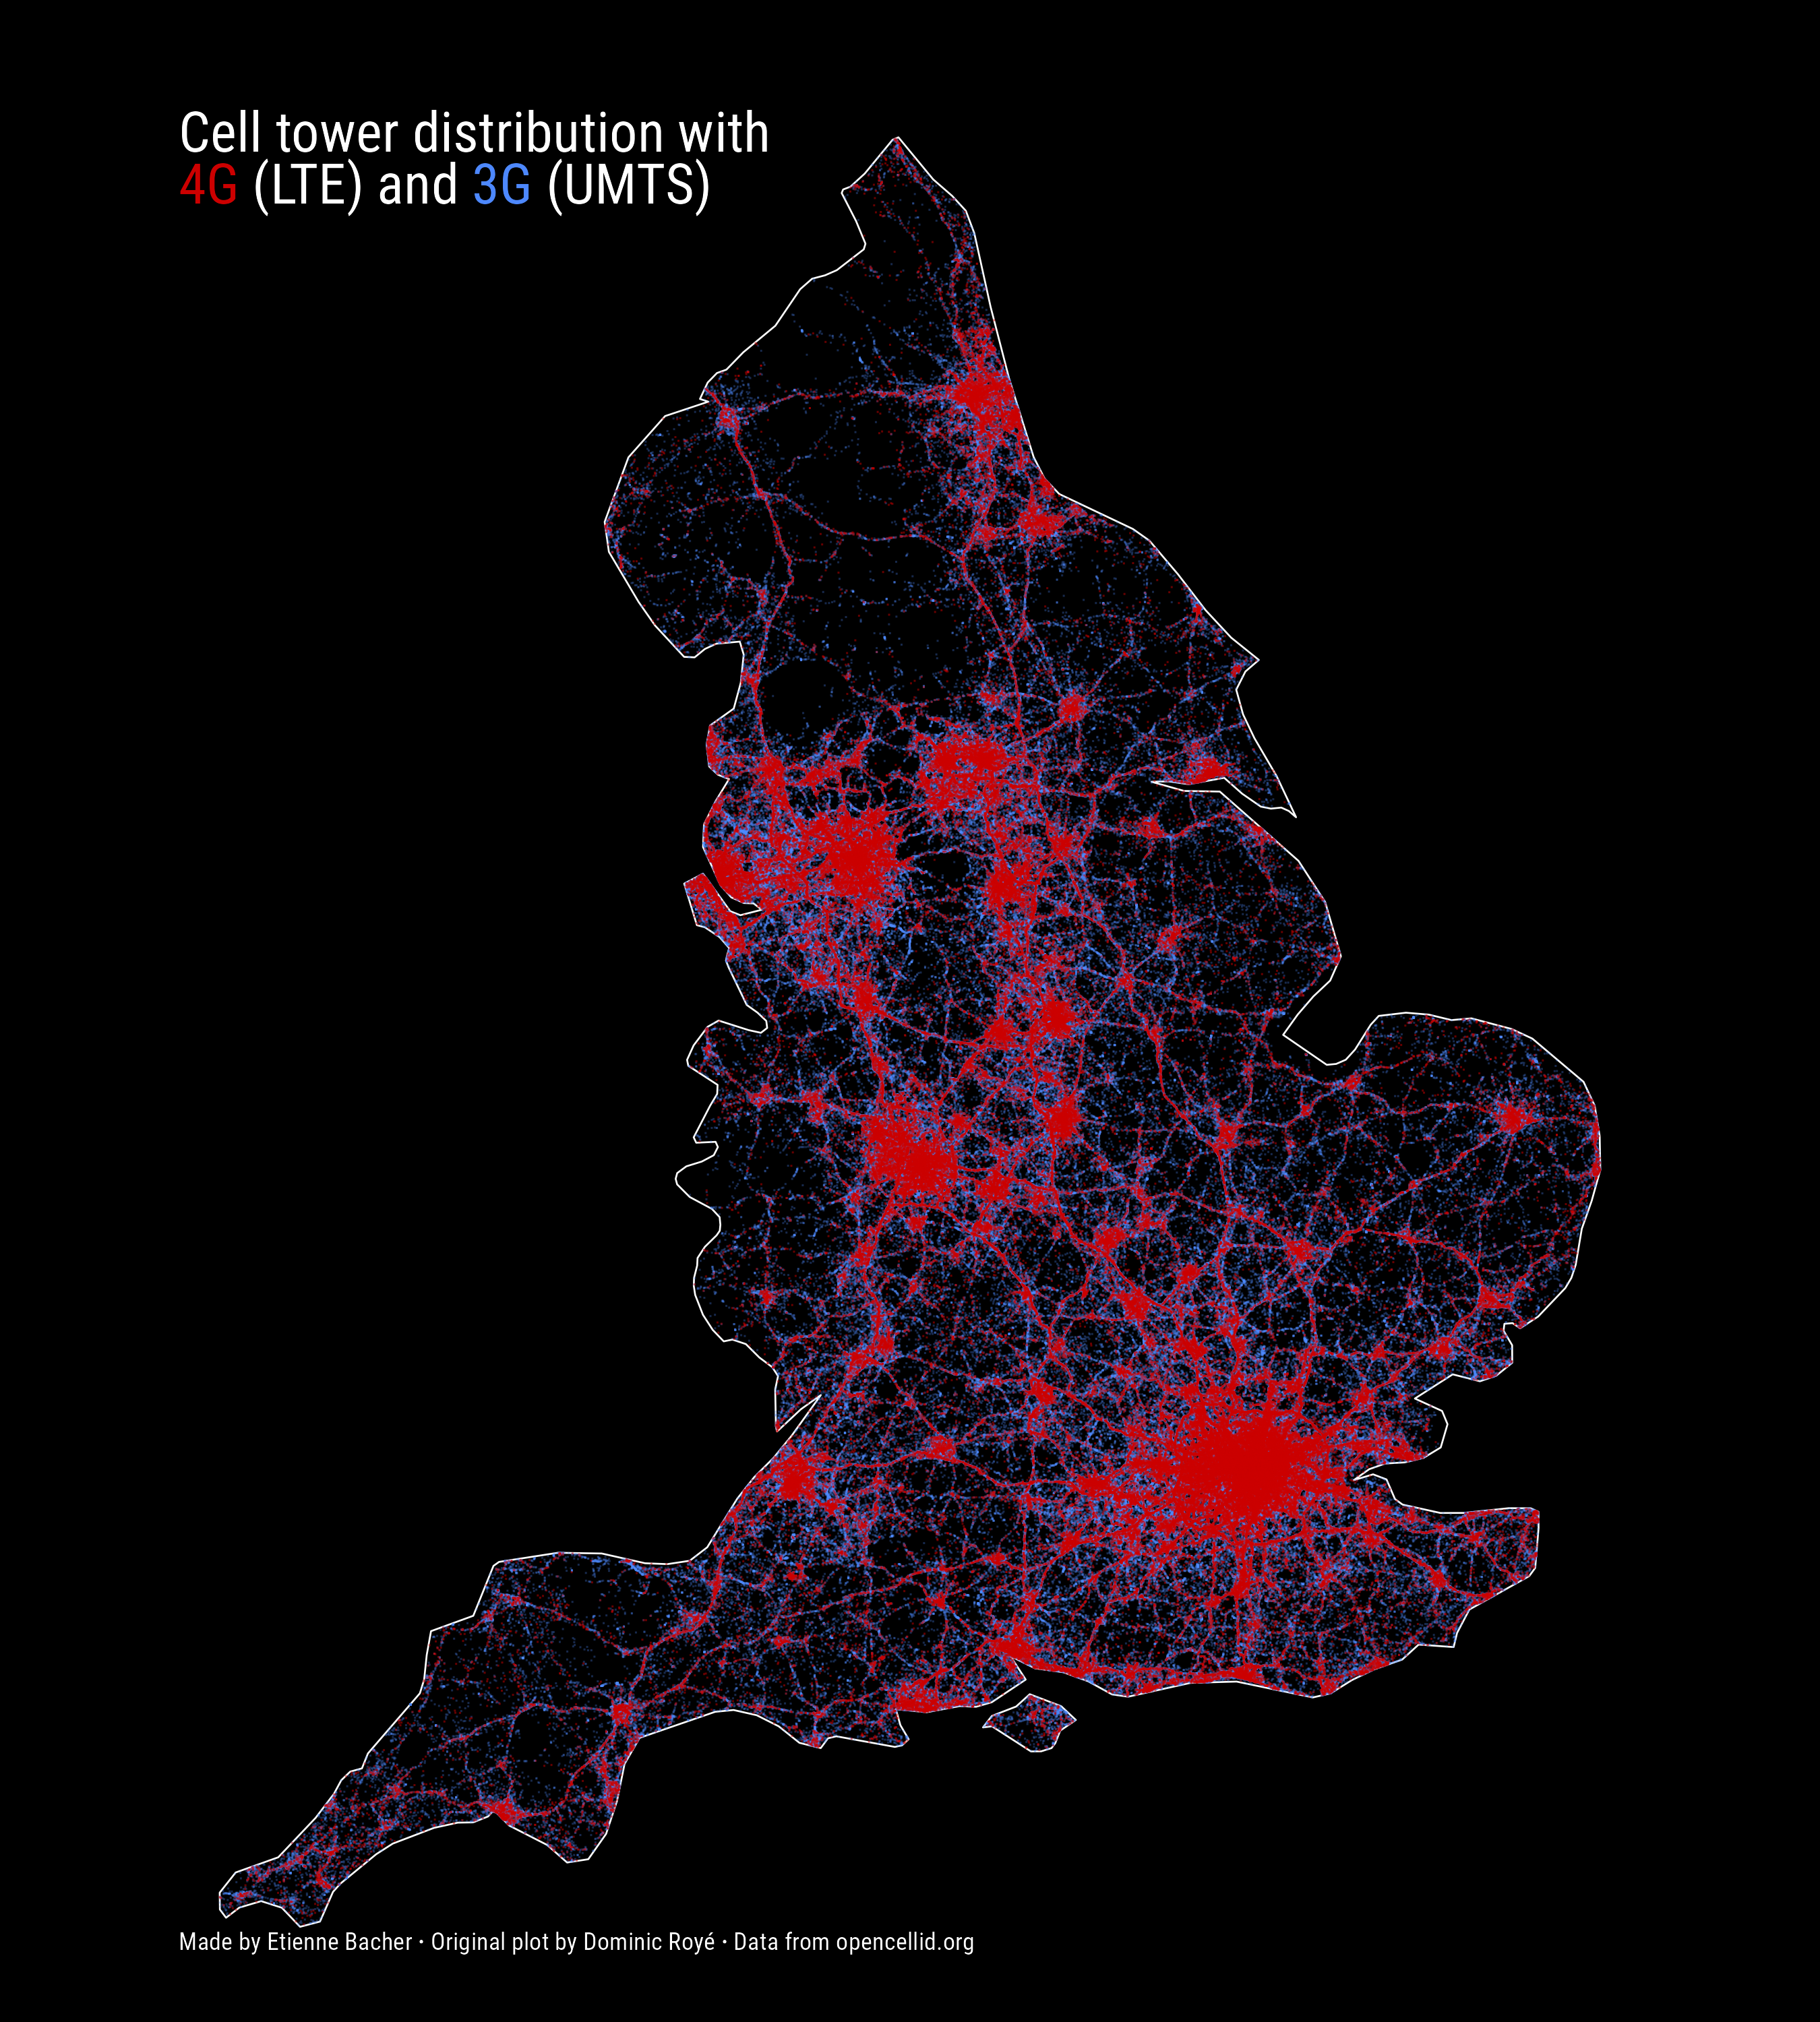 Cell tower distribution with
4G (LTE) and 3G (UMTS)
Made by Etienne Bacher · Original plot by Dominic Royé · Data from opencellid.org